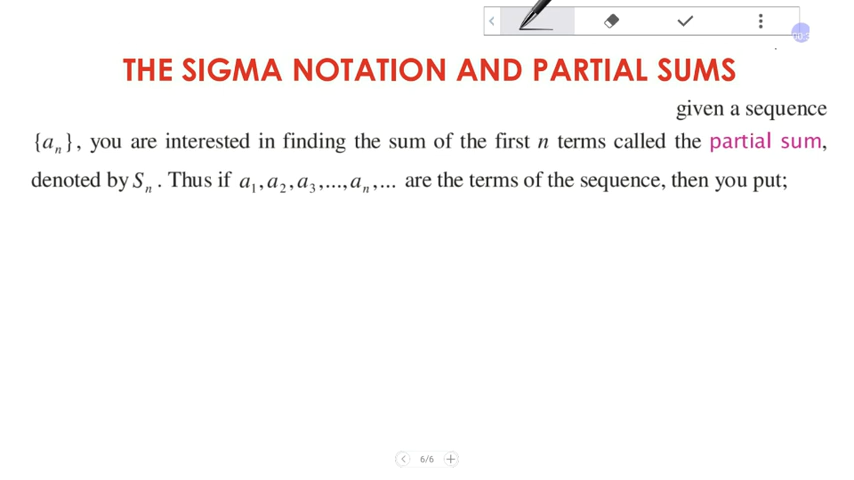 THE SIGMA NOTATION AND PARTIAL SUMS
given a sequence
{aₙ}, you are interested in finding the sum of the first n terms called the partial sum,
denoted by Sₙ. Thus if a₁,a₂,a₃,...,aₙ,... are the terms of the sequence, then you put;
6/6